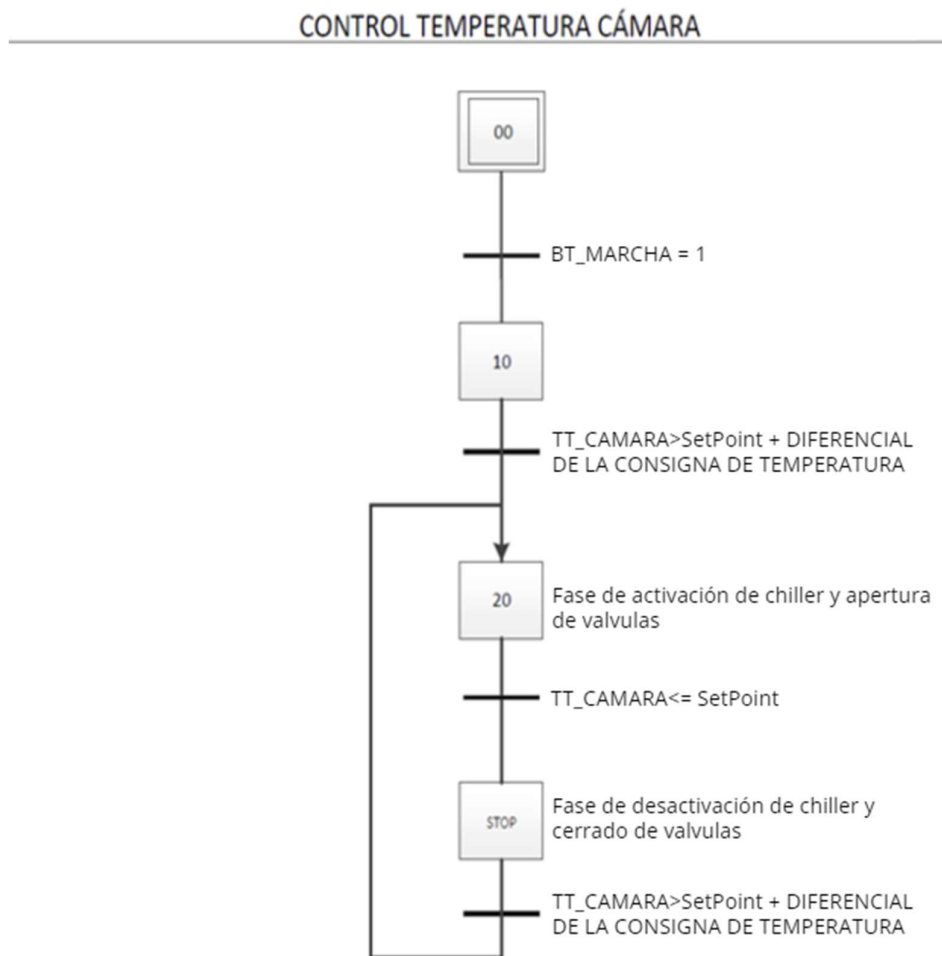 CONTROL TEMPERATURA CÁMARA
00
BT_MARCHA = 1
10
TT_CAMARA>SetPoint + DIFERENCIAL
DE LA CONSIGNA DE TEMPERATURA
20
Fase de activación de chiller y apertura
de valvulas
TT_CAMARA<= SetPoint
STOP
Fase de desactivación de chiller y
cerrado de valvulas
TT_CAMARA>SetPoint + DIFERENCIAL
DE LA CONSIGNA DE TEMPERATURA